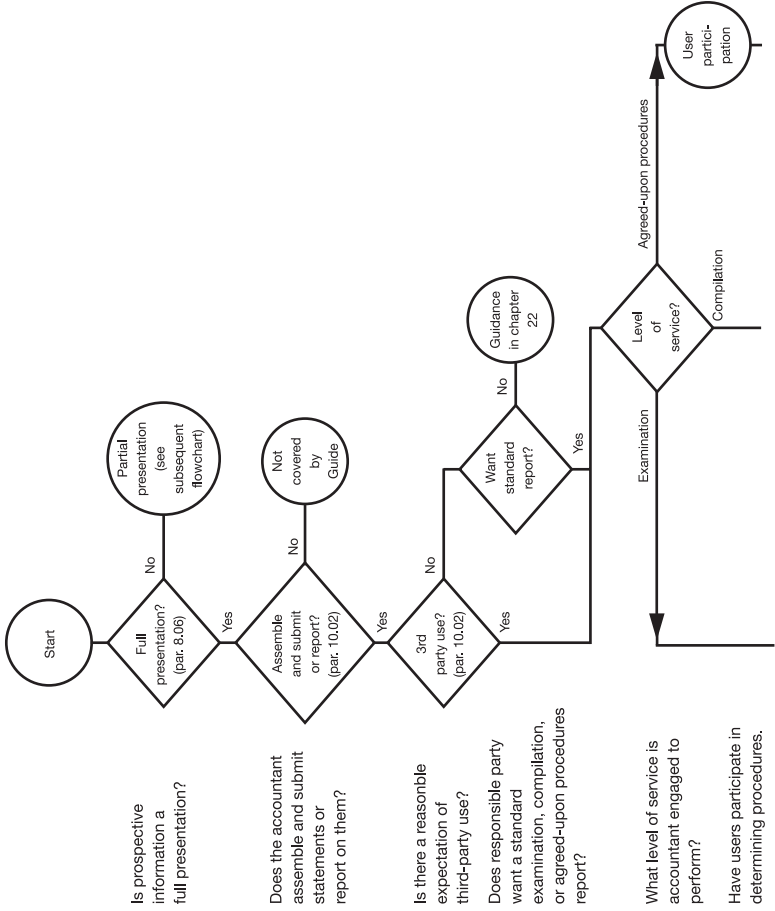 Start
Is prospective
information a
full presentation?
Full
presentation?
(par. 8.06)
No
Partial
presentation
(see
subsequent
flowchart)
Yes
Does the accountant
assemble and submit
statements or
report on them?
Assemble
and submit
or report?
(par. 10.02)
No
Not
covered
by
Guide
Yes
Is there a reasonable
expectation of
third-party use?
3rd
party use?
(par. 10.02)
No
Yes
Does responsible party
want a standard
examination, compilation,
or agreed-upon procedures
report?
Want
standard
report?
No
Guidance
in chapter
22
Yes
What level of service is
accountant engaged to
perform?
Examination
Level
of
service?
Agreed-upon procedures
Compilation
Have users participate in
determining procedures.
User
partici-
pation